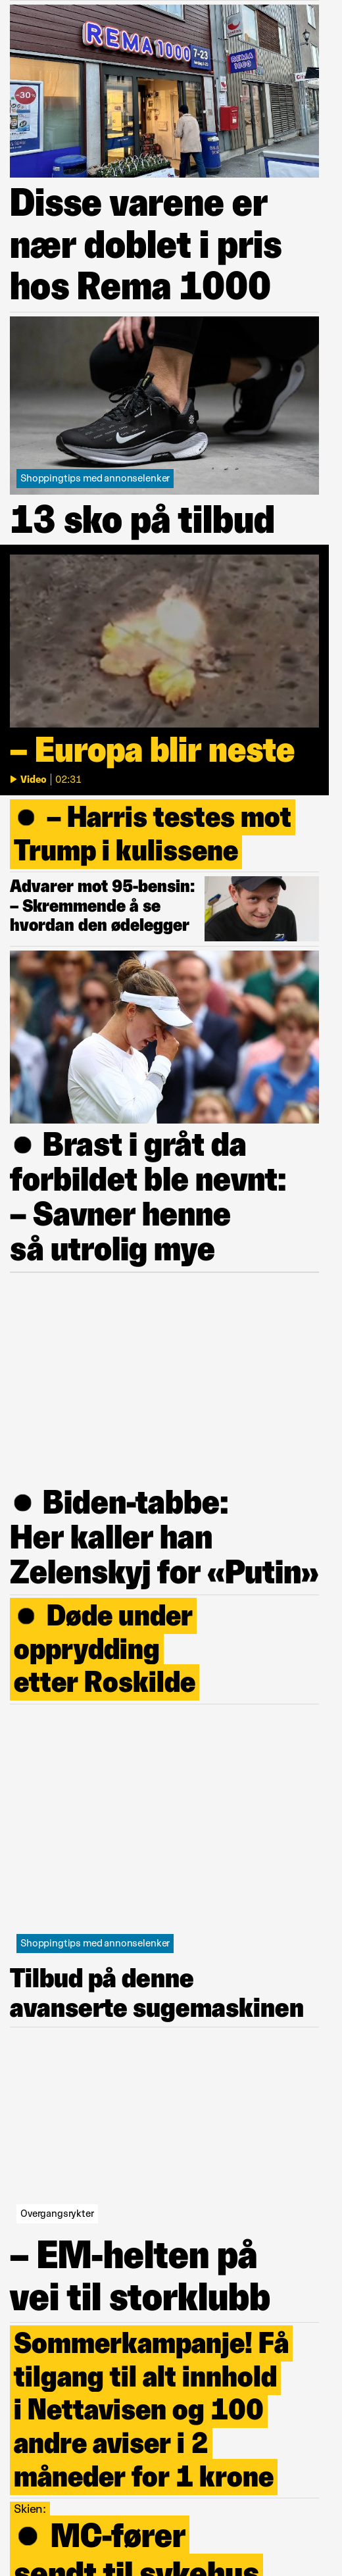 -30%
REMA 1000
7-23
REMA
1000
Disse varene er
nær doblet i pris
hos Rema 1000
Shoppingtips med annonselenker
13 sko på tilbud
– Europa blir neste
Video | 02:31
– Harris testes mot
Trump i kulissene
Advarer mot 95-bensin:
– Skremmende å se
hvordan den ødelegger
Brast i gråt da
forbildet ble nevnt:
– Savner henne
så utrolig mye
Biden-tabbe:
Her kaller han
Zelenskyj for «Putin»
Døde under
opprydding
etter Roskilde
Shoppingtips med annonselenker
Tilbud på denne
avanserte sugemaskinen
Overgangsrykter
– EM-helten på
vei til storklubb
Sommerkampanje! Få
tilgang til alt innhold
i Nettavisen og 100
andre aviser i 2
måneder for 1 krone
Skien:
MC-fører
sendt til sykehus